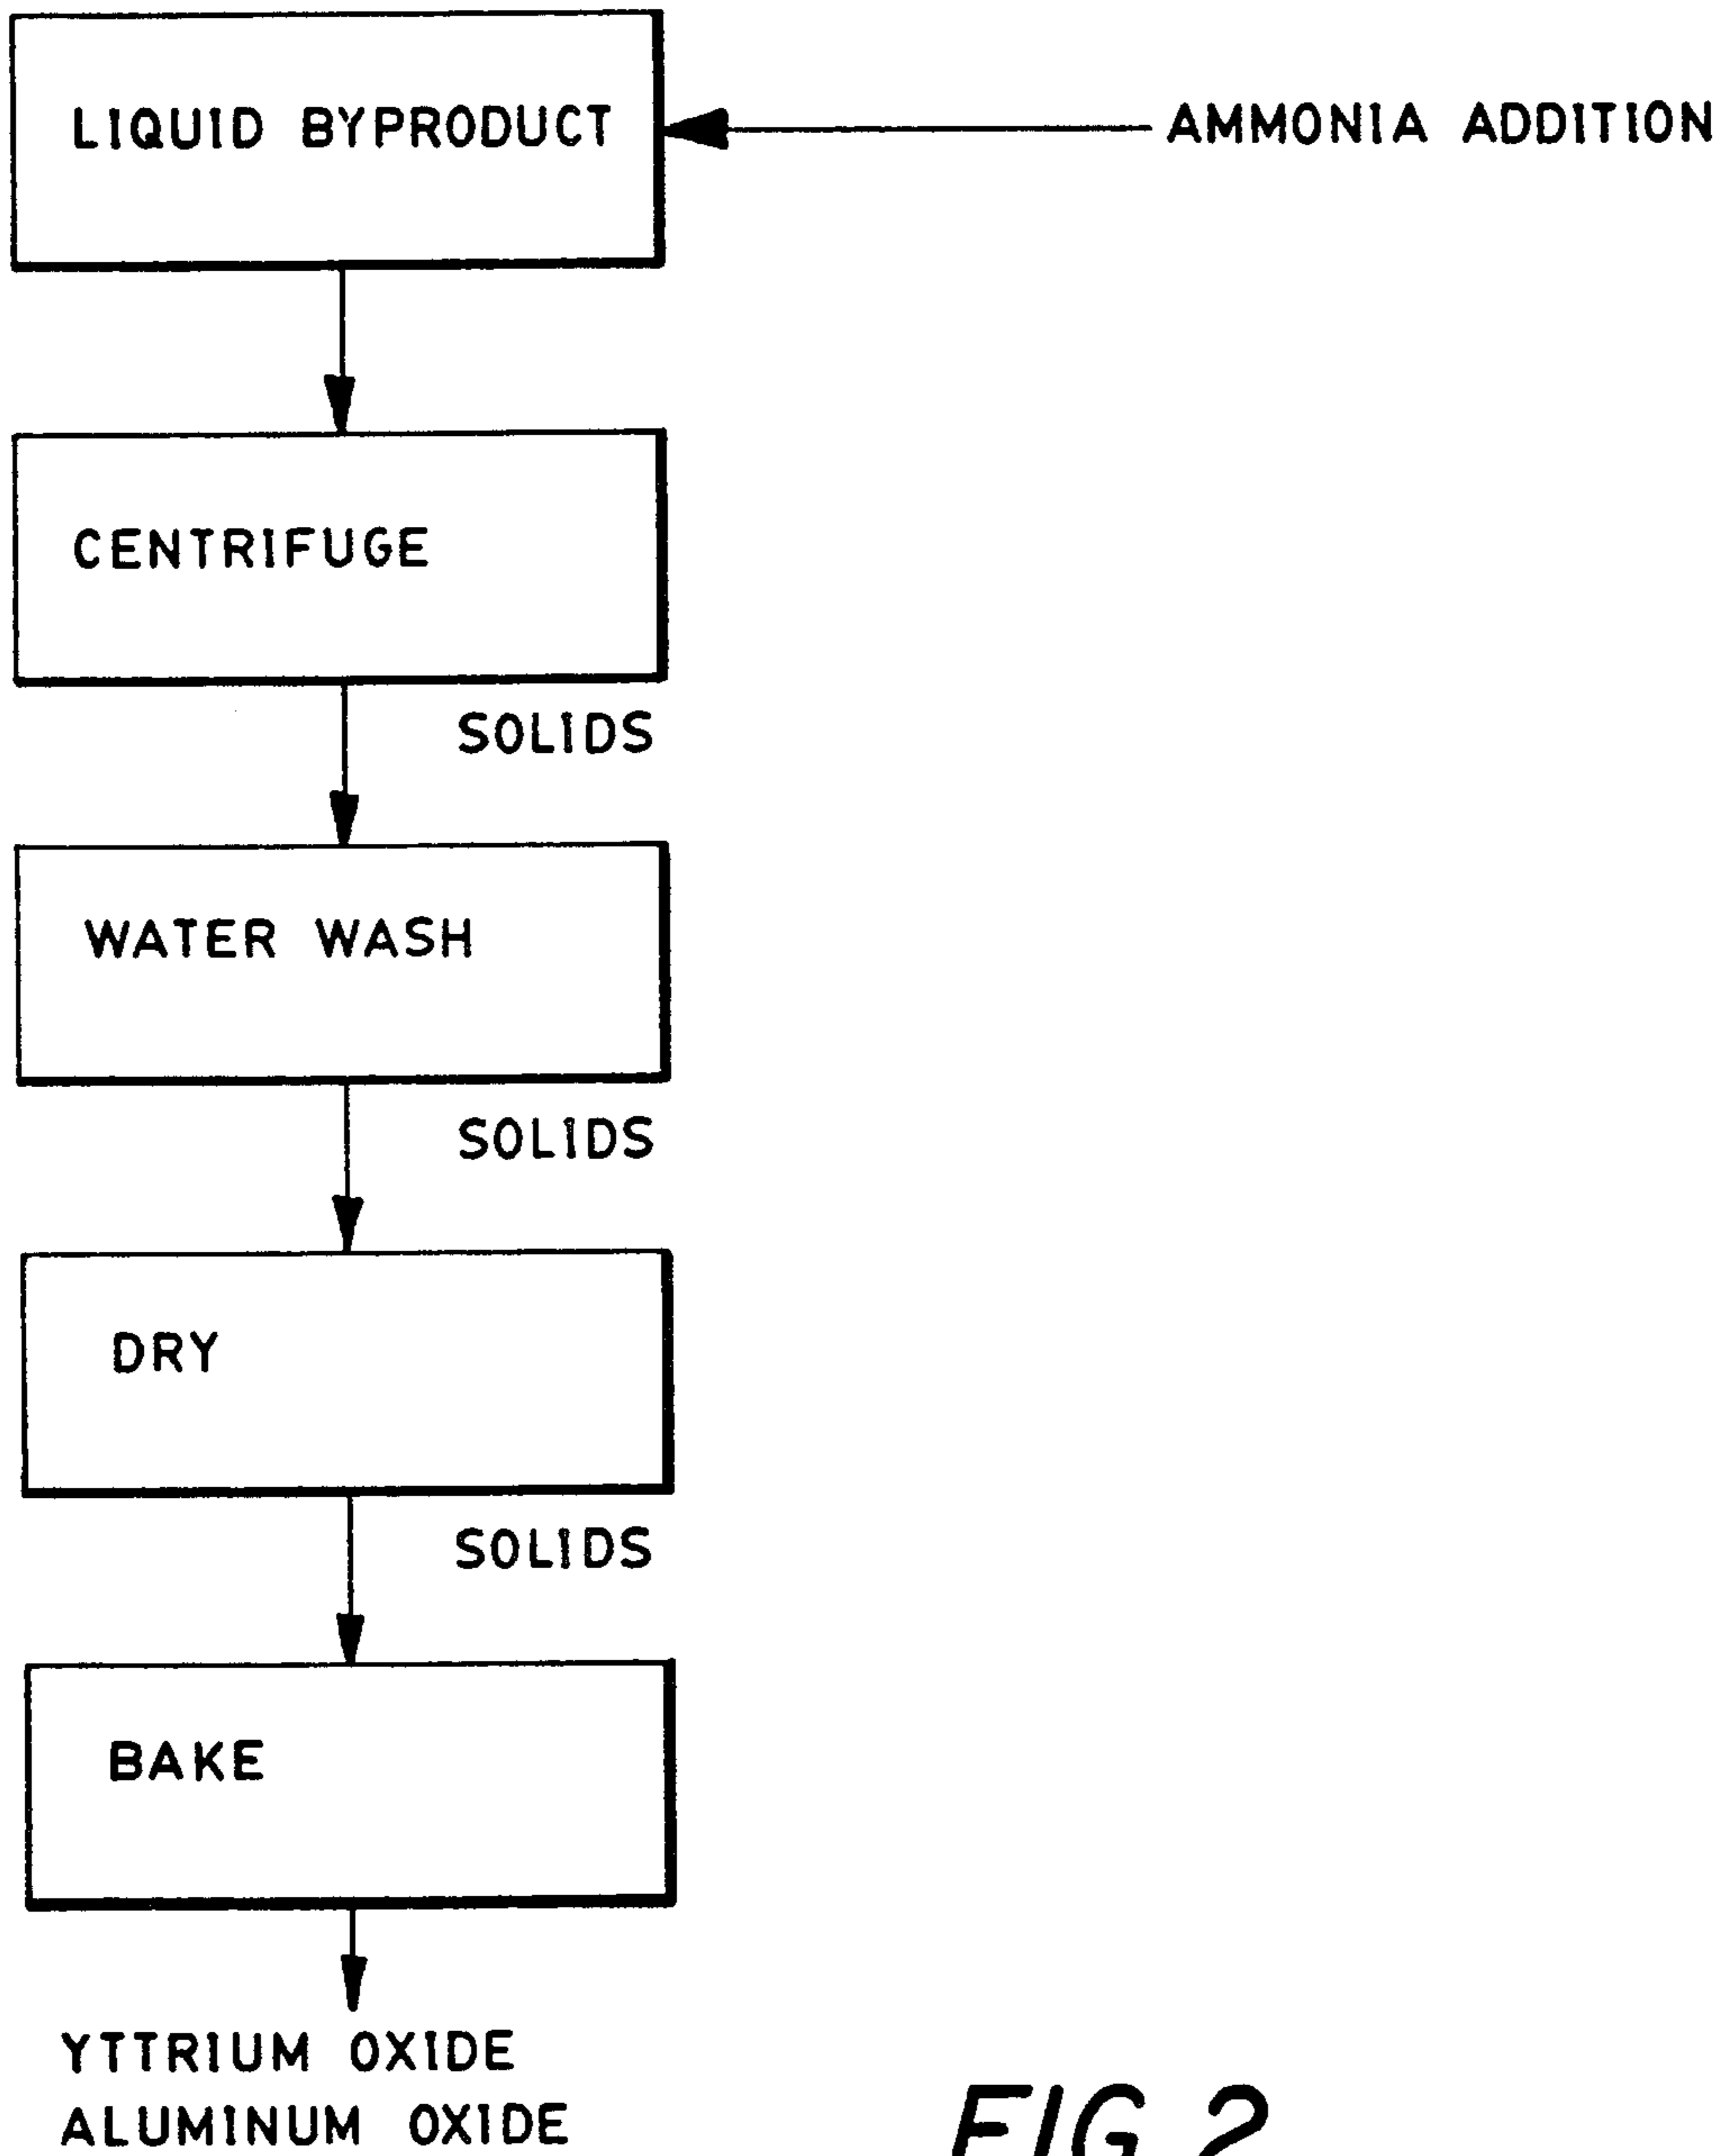 LIQUID BYPRODUCT
AMMONIA ADDITION
CENTRIFUGE
SOLIDS
WATER WASH
SOLIDS
DRY
SOLIDS
BAKE
YTTRIUM OXIDE
ALUMINUM OXIDE
FIG. 2